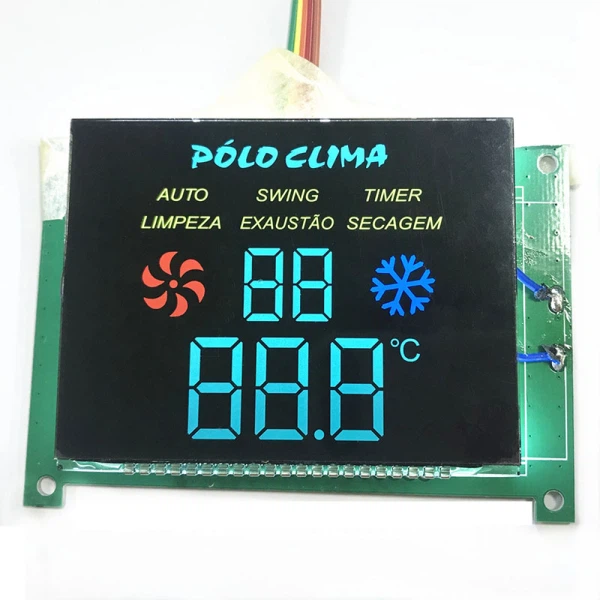 PÓLO CLIMA
AUTO SWING TIMER
LIMPEZA EXAUSTÃO SECAGEM
88
88.8 °C